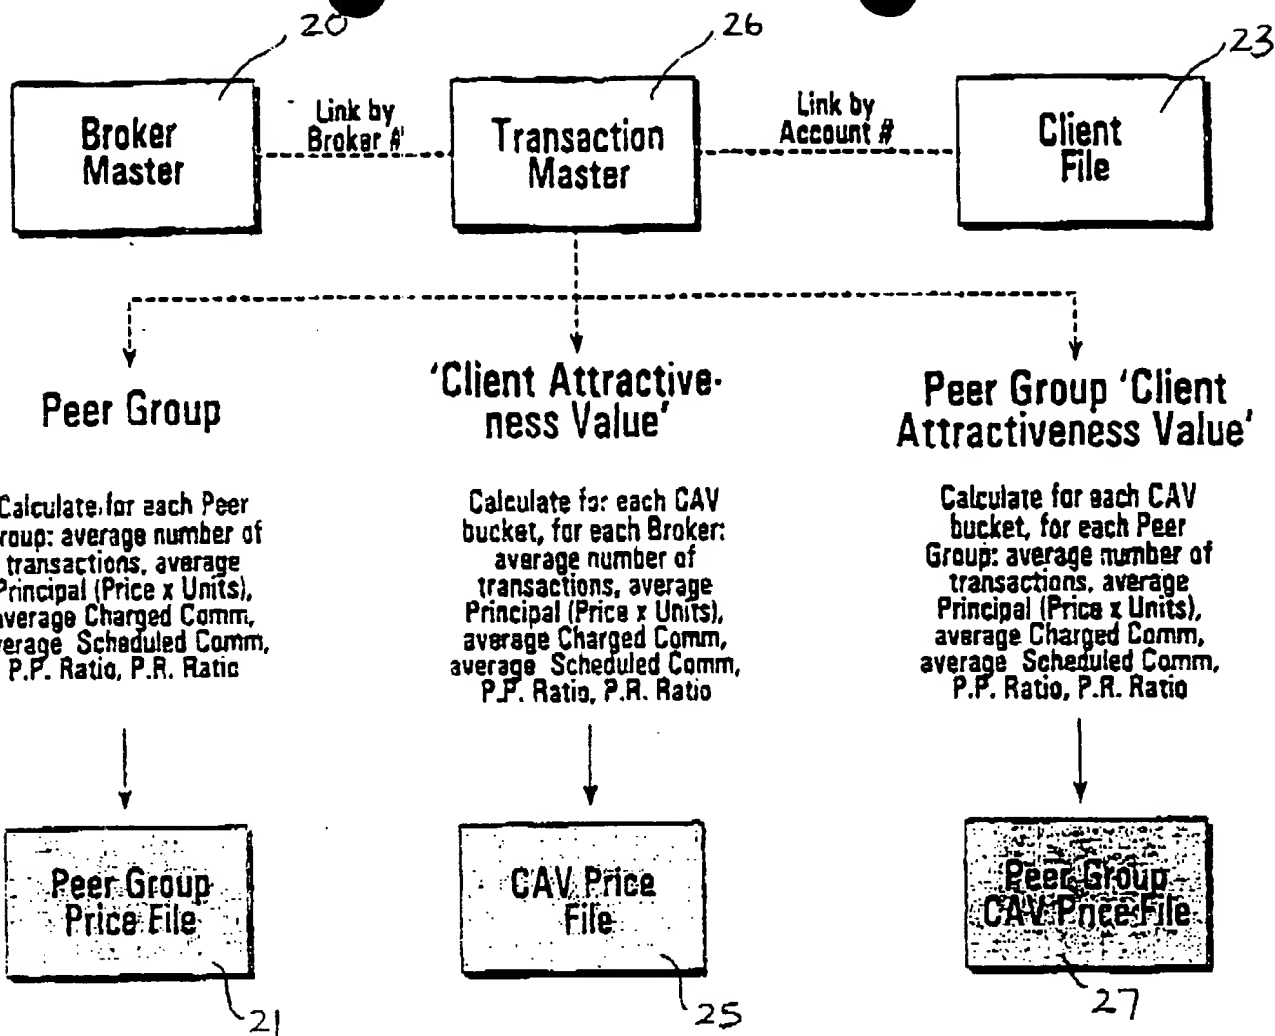 20
26
23
Broker
Master
Link by
Broker #
Transaction
Master
Link by
Account #
Client
File
Peer Group
'Client Attractive-
ness Value'
Peer Group 'Client
Attractiveness Value'
Calculate for each Peer
roup: average number of
transactions, average
Principal (Price x Units),
average Charged Comm,
verage Scheduled Comm,
P.P. Ratio, P.R. Ratio
Calculate for each CAV
bucket, for each Broker:
average number of
transactions, average
Principal (Price x Units),
average Charged Comm,
average Scheduled Comm,
P.P. Ratio, P.R. Ratio
Calculate for each CAV
bucket, for each Peer
Group: average number of
transactions, average
Principal (Price x Units),
average Charged Comm,
average Scheduled Comm,
P.P. Ratio, P.R. Ratio
Peer Group
Price File
CAV Price
File
Peer Group
CAV Price File
21
25
27